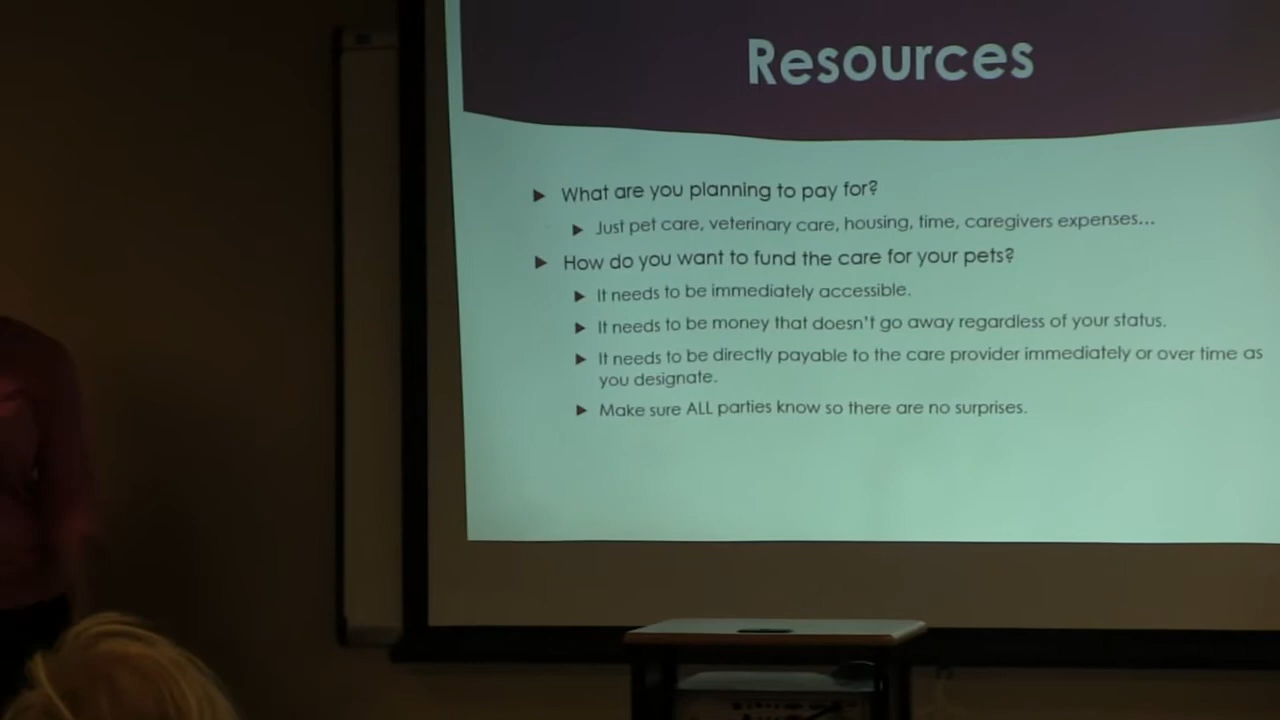 Resources
What are you planning to pay for?
Just pet care, veterinary care, housing, time, caregivers expenses...
How do you want to fund the care for your pets?
It needs to be immediately accessible.
It needs to be money that doesn't go away regardless of your status.
It needs to be directly payable to the care provider immediately or over time as
you designate.
Make sure ALL parties know so there are no surprises.